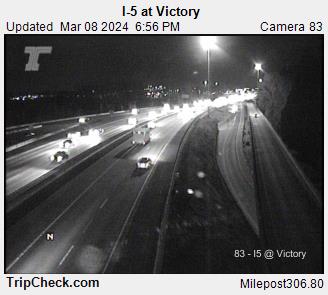 I-5 at Victory
Updated Mar 08 2024 6:56 PM Camera 83
T
N
83 - I5 @ Victory
TripCheck.com Milepost306.80